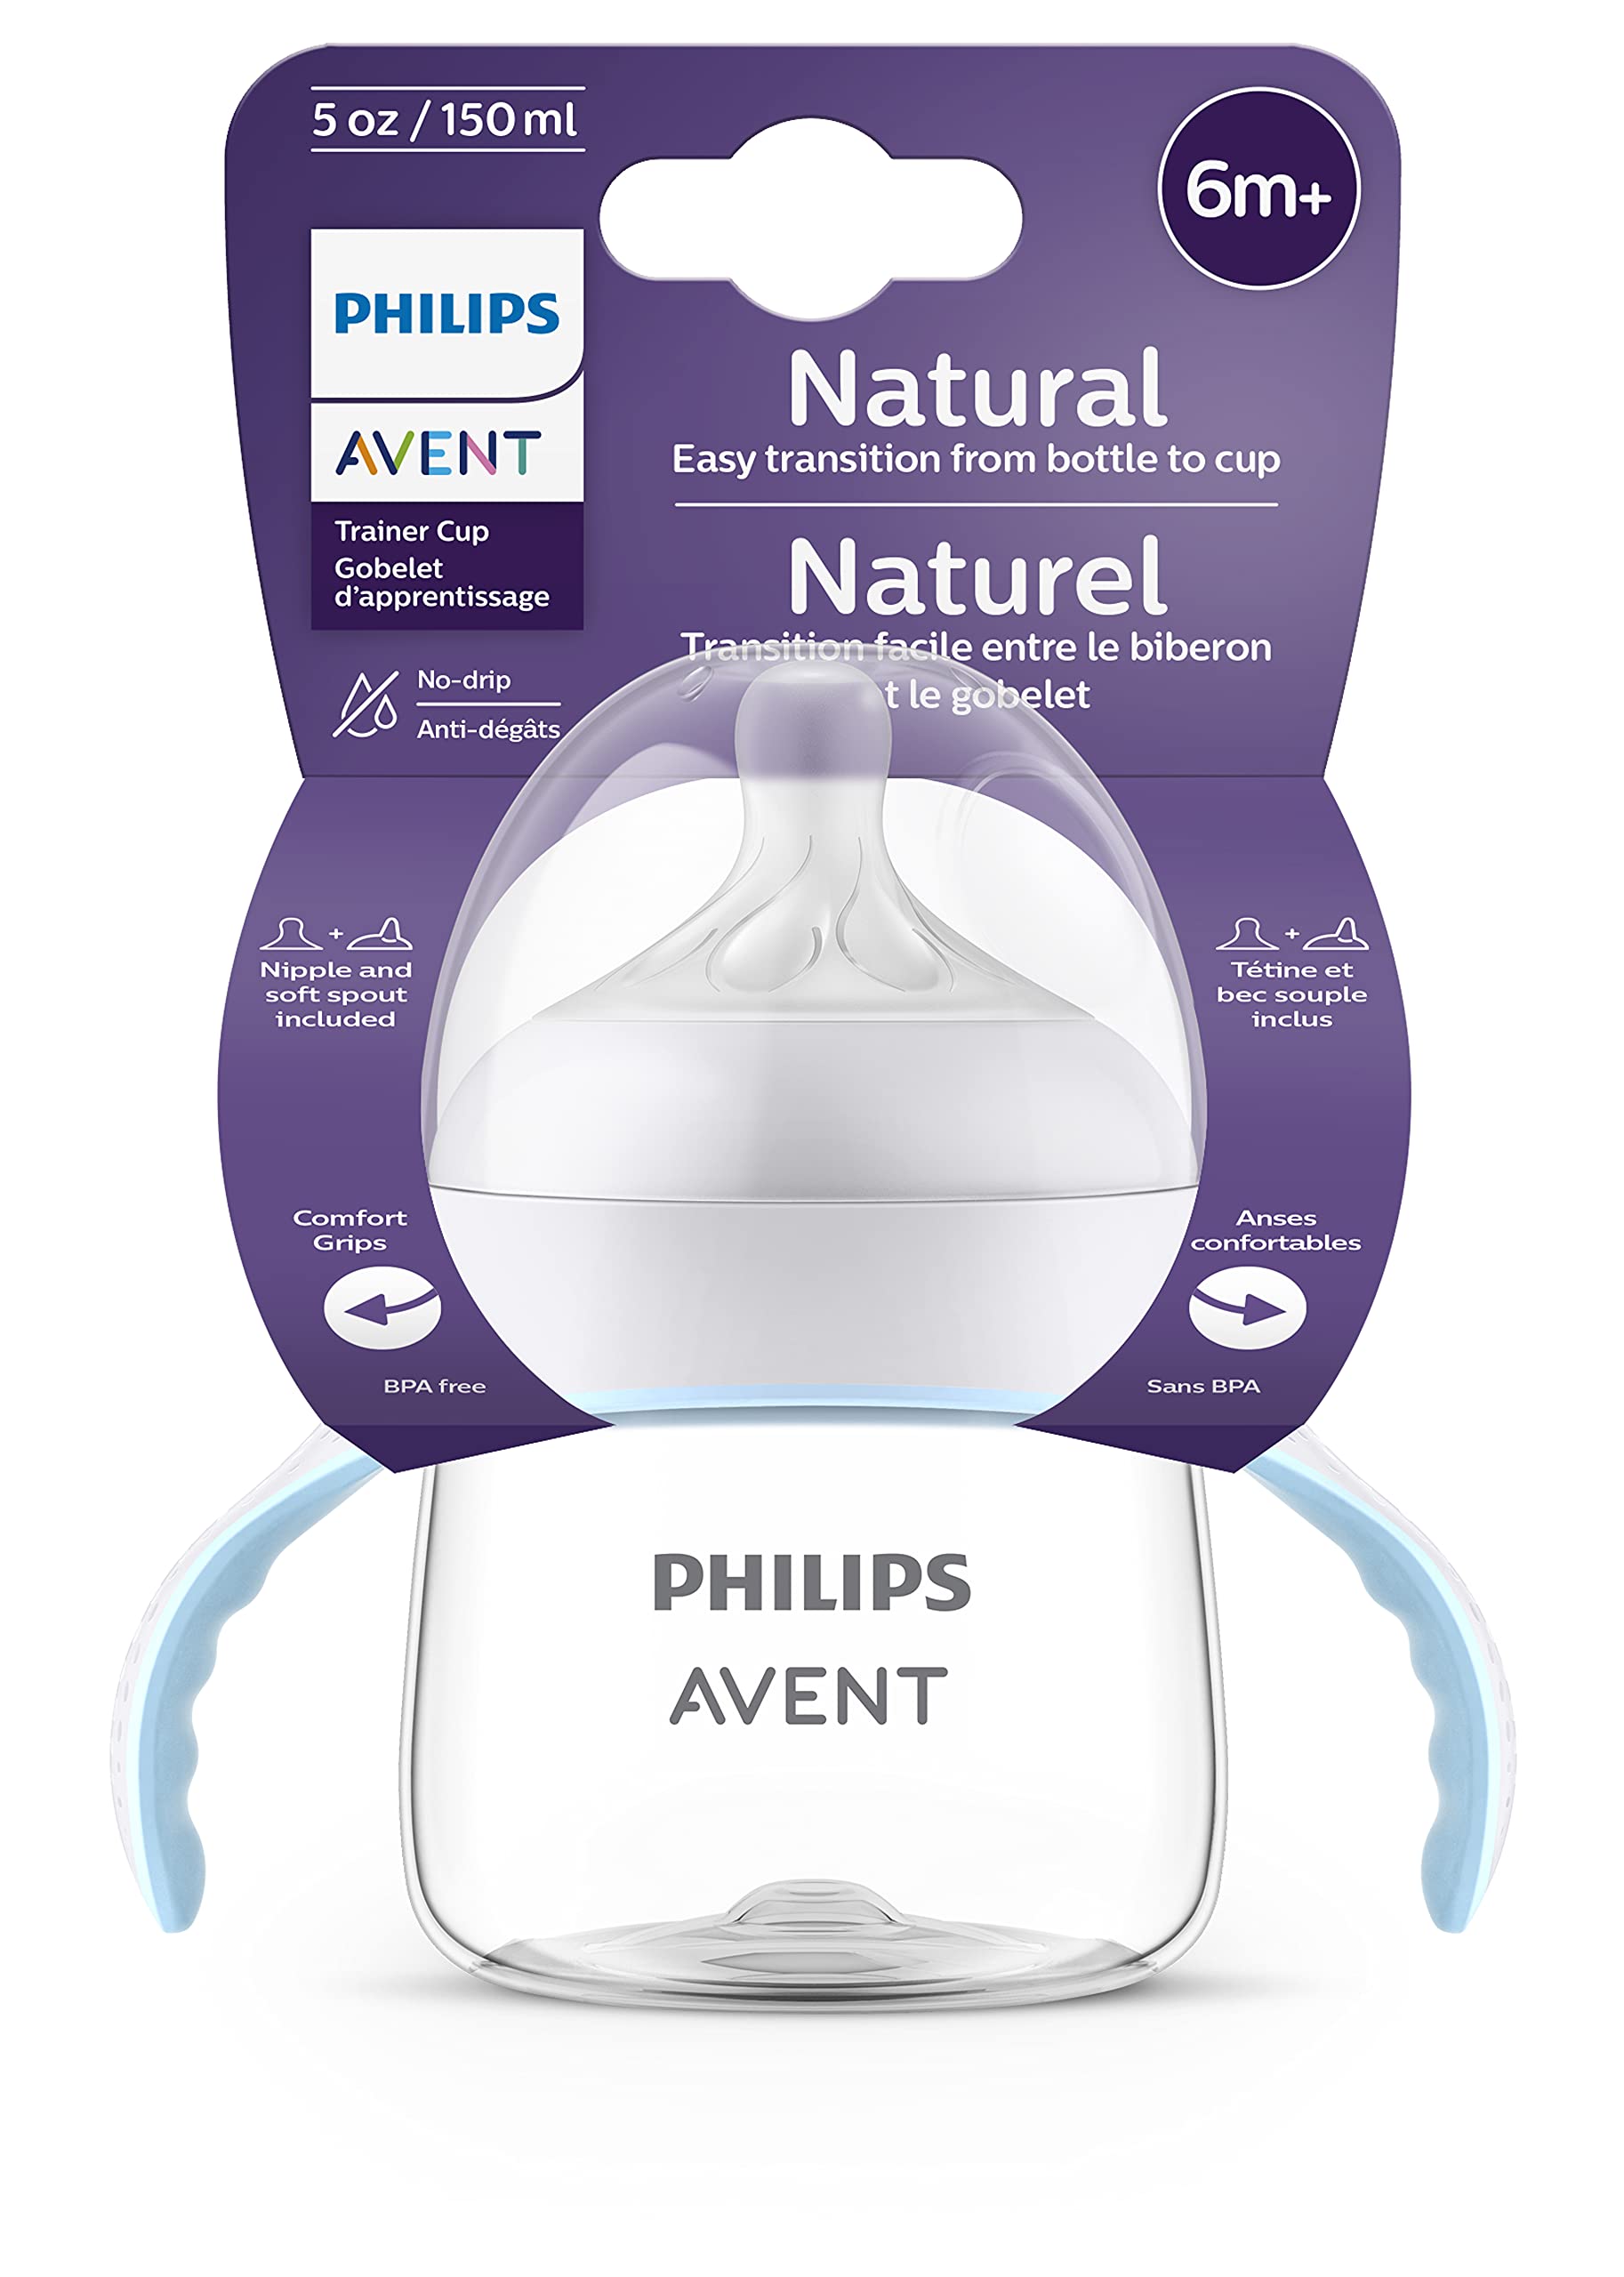 5 oz / 150 ml
6m+
PHILIPS
AVENT
Trainer Cup
Gobelet
d'apprentissage
Natural
Easy transition from bottle to cup
Naturel
Transition facile entre le biberon
t le gobelet
No-drip
Anti-dégâts
Nipple and
soft spout
included
Tétine et
bec souple
inclus
Comfort
Grips
Anses
confortables
BPA free
Sans BPA
PHILIPS
AVENT